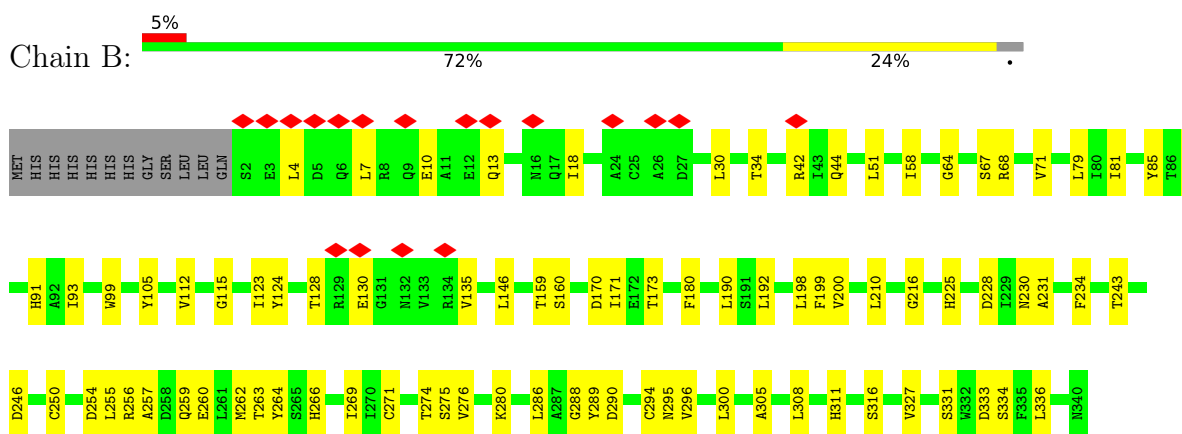 5%
Chain B:
72% 24% •
MET HIS HIS HIS HIS HIS HIS GLY SER LEU LEU GLN S2 E3 L4 D5 Q6 L7 R8 Q9 E10 A11 E12 Q13 N16 Q17 I18 A24 C25 A26 D27 L30 T34 R42 I43 Q44 L51 I58 G64 S67 R68 V71 L79 I80 I81 Y85 T86
H91 A92 I93 W99 Y105 V112 G115 I123 Y124 T128 R129 E130 G131 N132 V133 R134 V135 L146 T159 S160 D170 I171 E172 T173 F180 L190 S191 L192 L198 F199 V200 L210 G216 H225 D228 I229 N230 A231 F234 T243
D246 C250 D254 L255 R256 A257 D258 Q259 E260 L261 M262 T263 Y264 S265 H266 I269 I270 C271 T274 S275 V276 K280 L286 A287 G288 Y289 D290 C294 N295 V296 L300 A305 L308 H311 S316 V327 S331 W332 D333 S334 F335 L336 N340